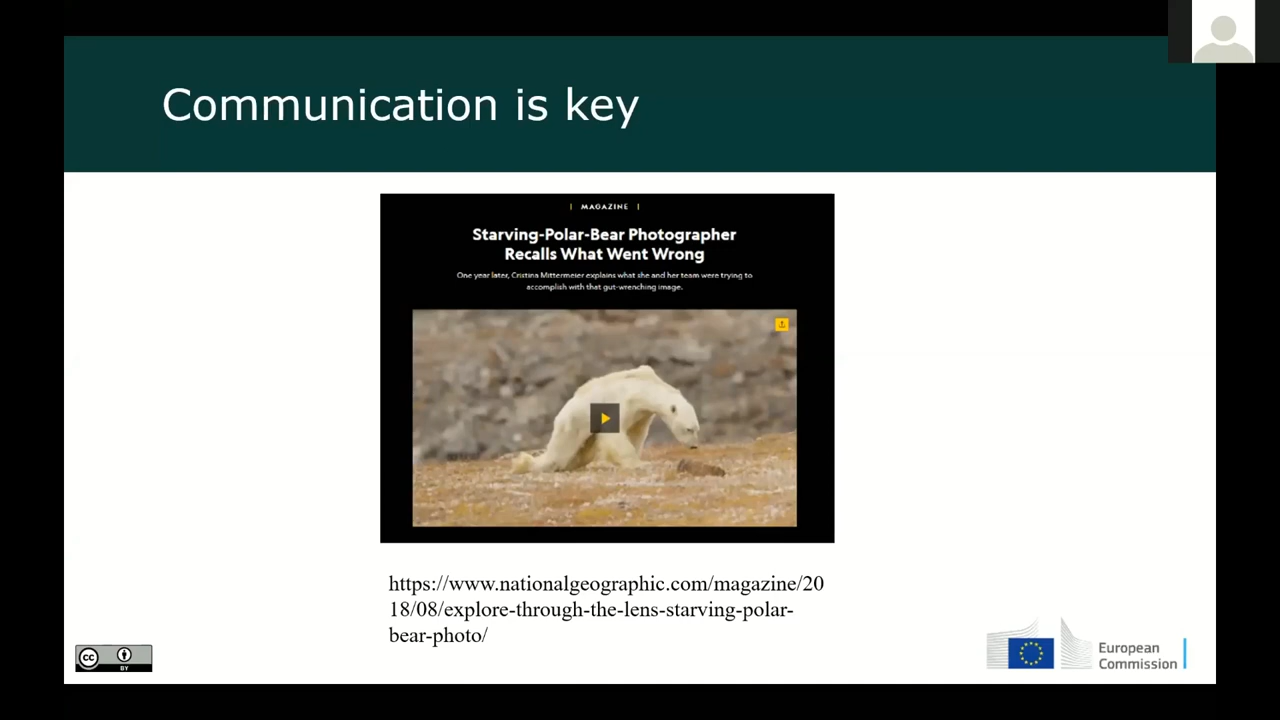 Communication is key
| MAGAZINE |
Starving-Polar-Bear Photographer
Recalls What Went Wrong
One year later, Cristina Mittermeier explains what she and her team were trying to
accomplish with that gut-wrenching image.
https://www.nationalgeographic.com/magazine/20
18/08/explore-through-the-lens-starving-polar-
bear-photo/
cc
BY
European
Commission